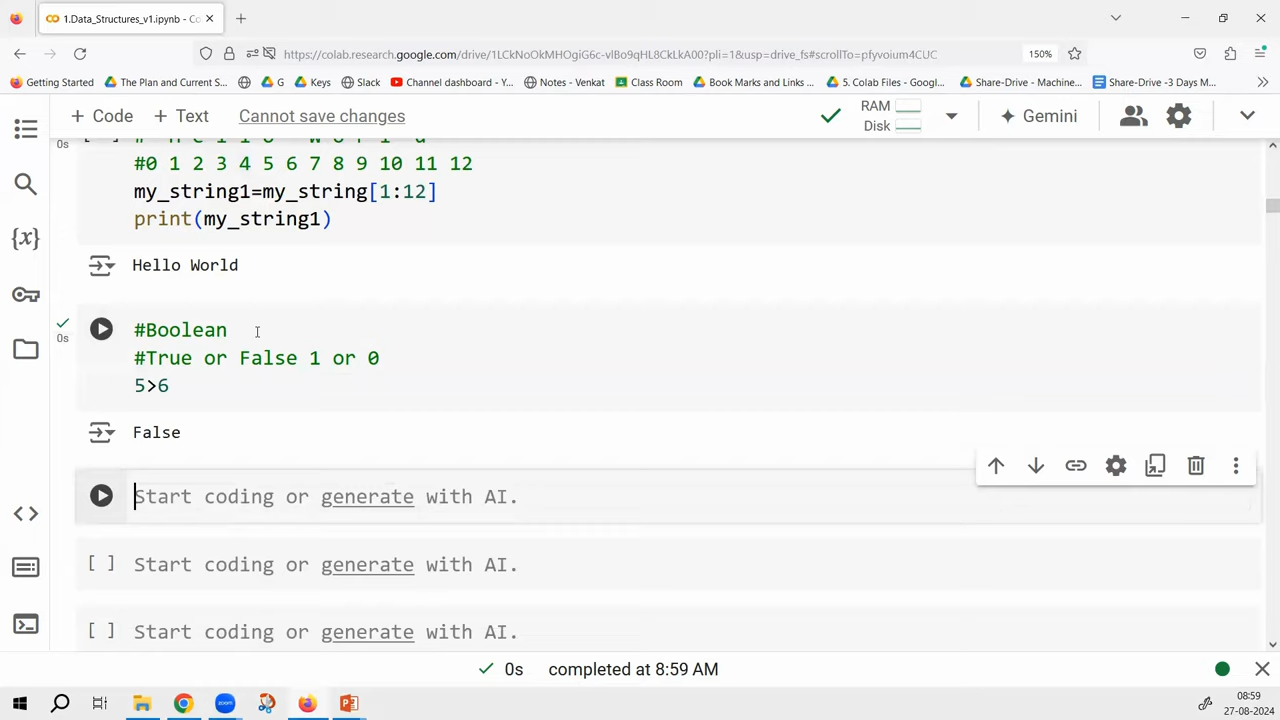 1.Data_Structures_v1.ipynb - Co
https://colab.research.google.com/drive/1LCkNoOkMHOgiG6c-vlBo9qHL8CkLkA00?pli=1&usp=drive_fs#scrollTo=pfyvoium4CUC
150%
Getting Started
The Plan and Current S...
G
Keys
Slack
Channel dashboard - Y...
Notes - Venkat
Class Room
Book Marks and Links ...
5. Colab Files - Googl...
Share-Drive - Machine...
Share-Drive -3 Days M...
+ Code + Text Cannot save changes
RAM
Disk
Gemini
0s
#0 1 2 3 4 5 6 7 8 9 10 11 12
my_string1=my_string[1:12]
print(my_string1)
Hello World
0s
#Boolean
#True or False 1 or 0
5>6
False
Start coding or generate with AI.
[ ] Start coding or generate with AI.
[ ] Start coding or generate with AI.
0s completed at 8:59 AM
zoom
08:59
27-08-2024